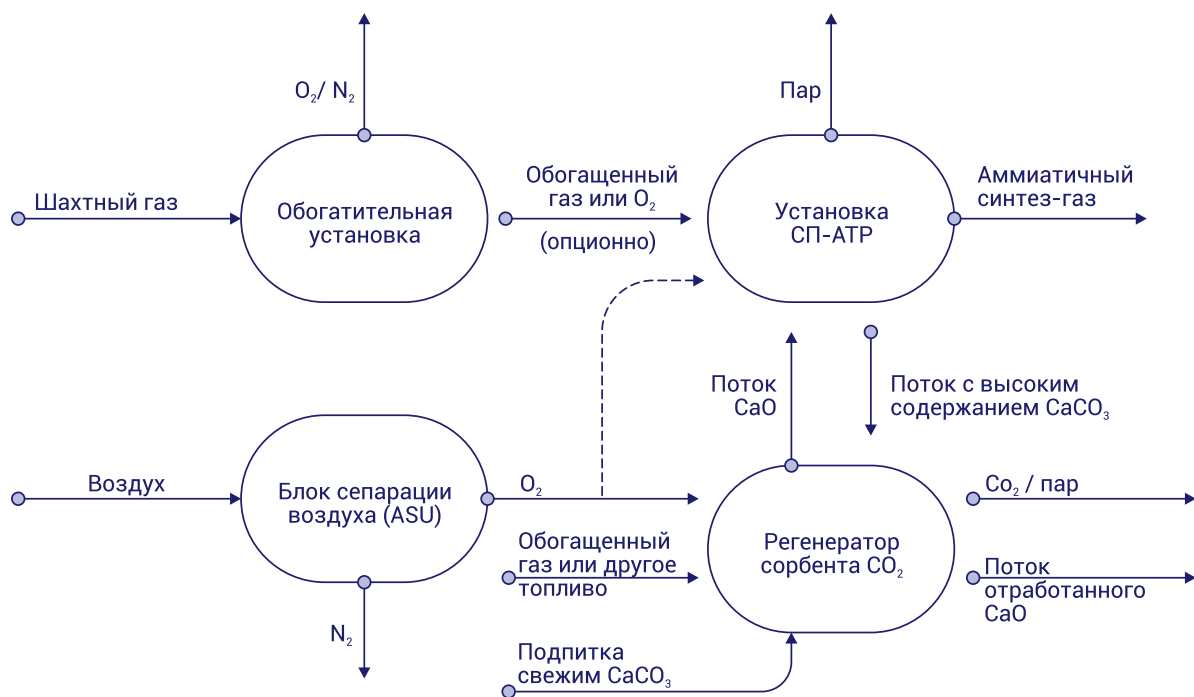 O₂/ N₂
Пар
Шахтный газ
Обогатительная
установка
Обогащенный
газ или O₂
(опционно)
Установка
СП-АТР
Аммиатичный
синтез-газ
Поток
CaO
Поток с высоким
содержанием CaCO₃
Воздух
Блок сепарации
воздуха (ASU)
O₂
N₂
Обогащенный
газ или другое
топливо
Подпитка
свежим CaCO₃
Регенератор
сорбента CO₂
Co₂ / пар
Поток
отработанного
CaO